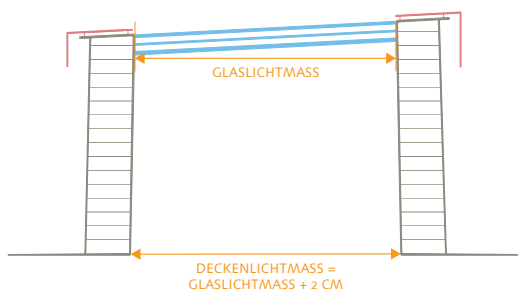 GLASLICHTMASS
DECKENLICHTMASS =
GLASLICHTMASS + 2 CM